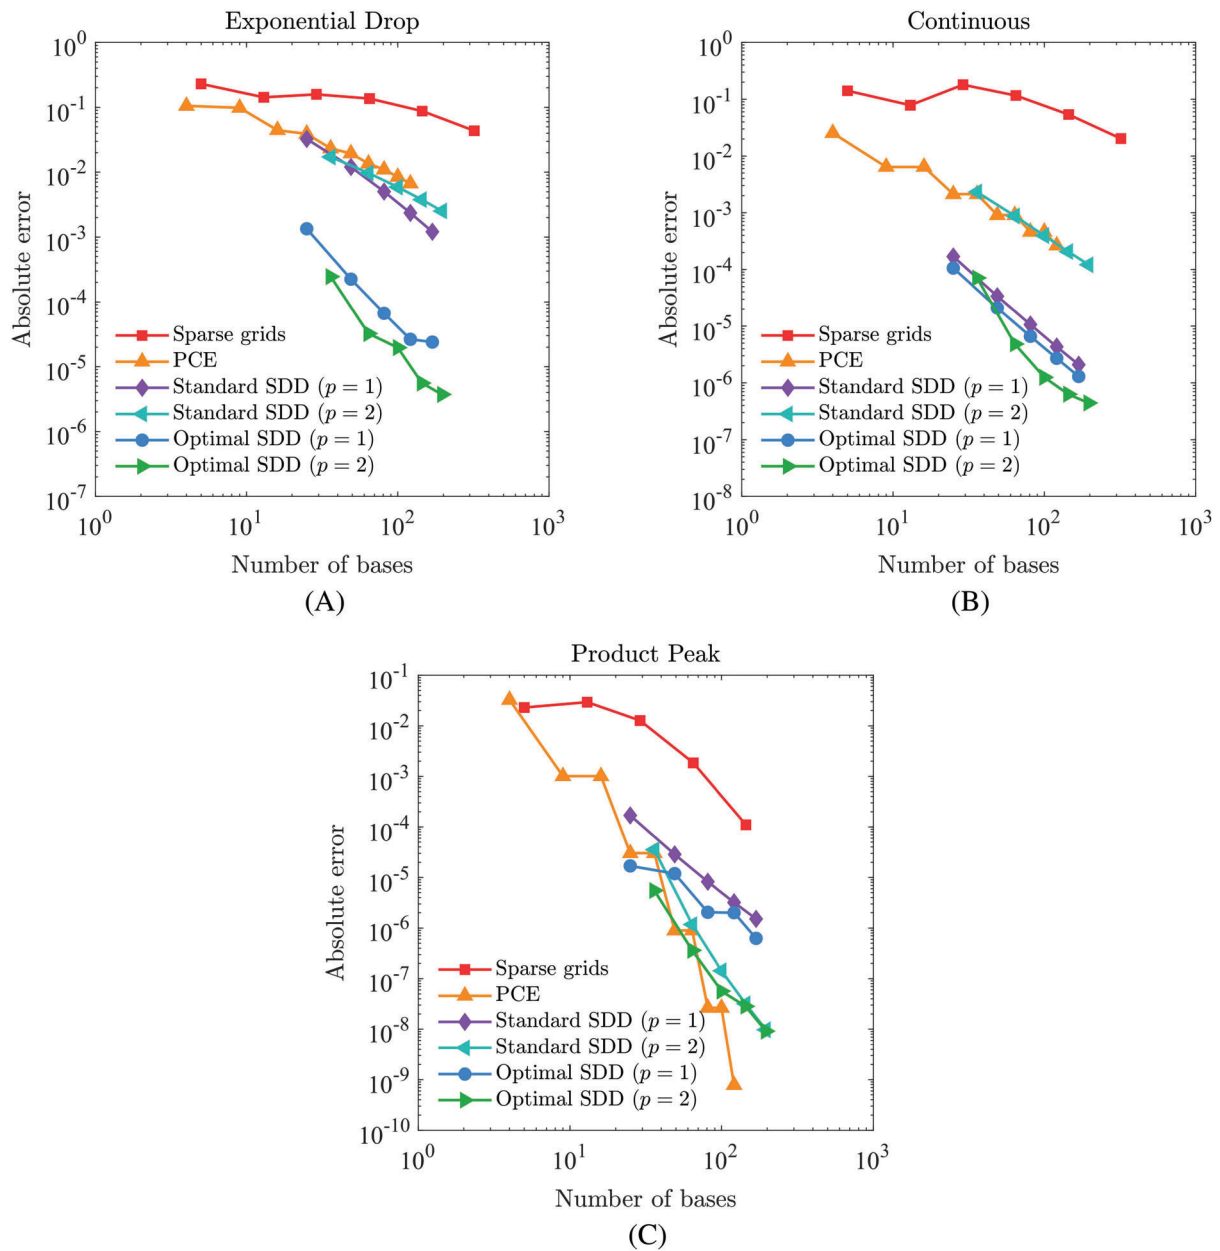 Exponential Drop
10^0
10^-1
10^-2
10^-3
10^-4
10^-5
10^-6
10^-7
Absolute error
Sparse grids
PCE
Standard SDD (p = 1)
Standard SDD (p = 2)
Optimal SDD (p = 1)
Optimal SDD (p = 2)
10^0 10^1 10^2 10^3
Number of bases
(A)
Continuous
10^0
10^-1
10^-2
10^-3
10^-4
10^-5
10^-6
10^-7
10^-8
Absolute error
Sparse grids
PCE
Standard SDD (p = 1)
Standard SDD (p = 2)
Optimal SDD (p = 1)
Optimal SDD (p = 2)
10^0 10^1 10^2 10^3
Number of bases
(B)
Product Peak
10^-1
10^-2
10^-3
10^-4
10^-5
10^-6
10^-7
10^-8
10^-9
10^-10
Absolute error
Sparse grids
PCE
Standard SDD (p = 1)
Standard SDD (p = 2)
Optimal SDD (p = 1)
Optimal SDD (p = 2)
10^0 10^1 10^2 10^3
Number of bases
(C)